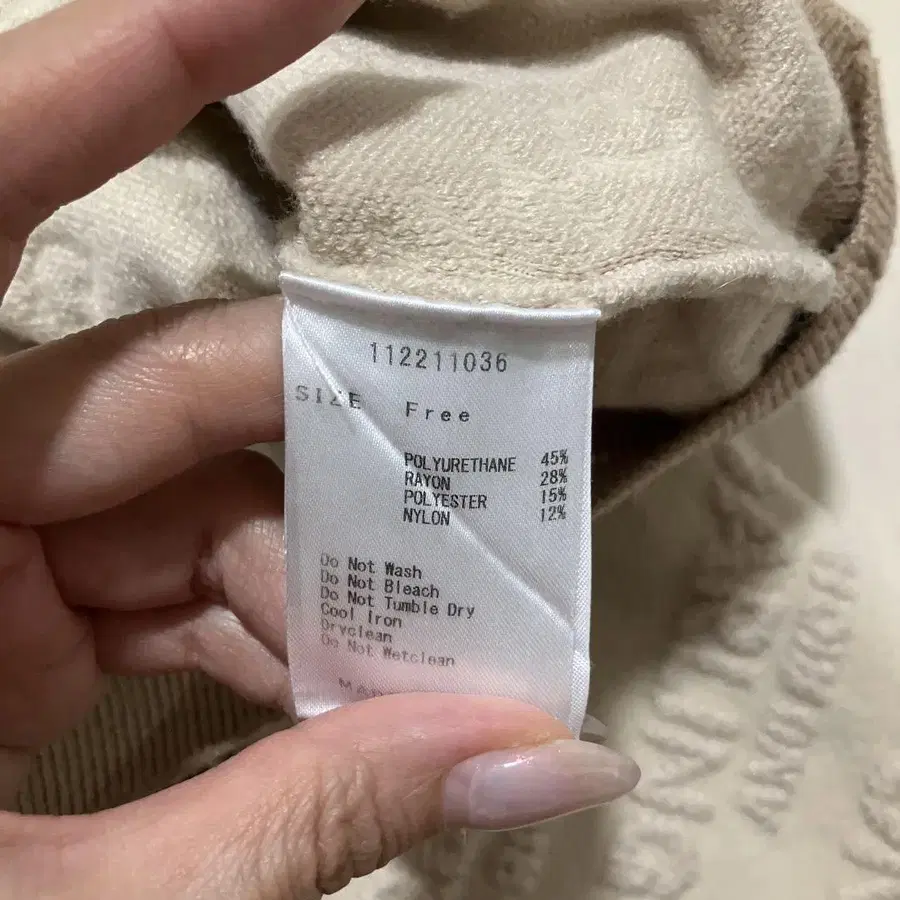 112211036
SIZE Free
POLYURETHANE 45%
RAYON 28%
POLYESTER 15%
NYLON 12%
Do Not Wash
Do Not Bleach
Do Not Tumble Dry
Cool Iron
Dryclean
Do Not Wetclean